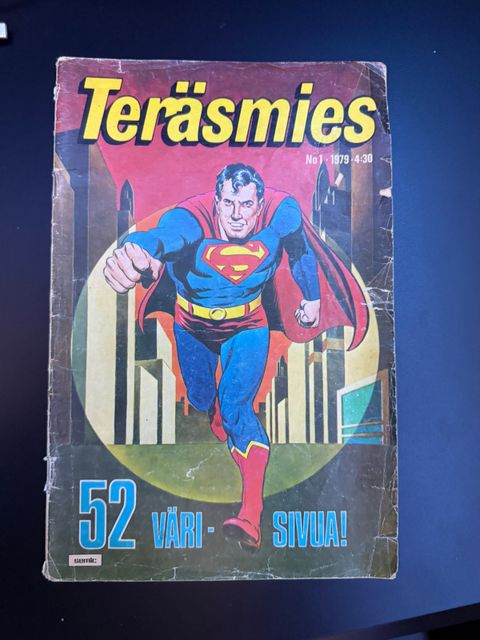 Teräsmies
No 1 · 1979 · 4:30
S
52 VÄRI - SIVUA!
semic